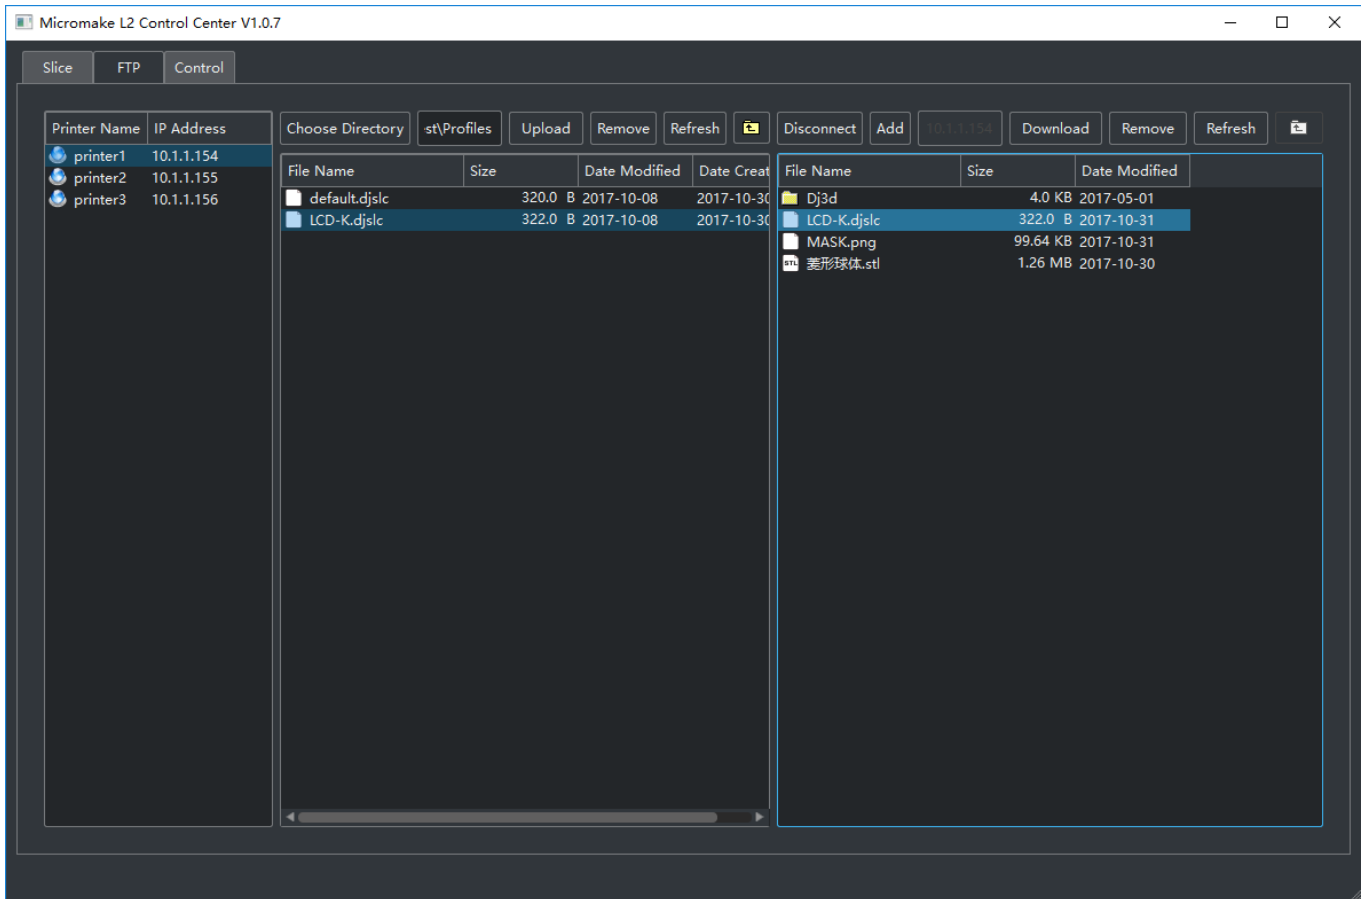 Micromake L2 Control Center V1.0.7
Slice FTP Control
Printer Name IP Address Choose Directory st\Profiles Upload Remove Refresh Disconnect Add 10.1.1.154 Download Remove Refresh
printer1 10.1.1.154
printer2 10.1.1.155
printer3 10.1.1.156
File Name Size Date Modified Date Creat
default.djslc 320.0 B 2017-10-08 2017-10-30
LCD-K.djslc 322.0 B 2017-10-08 2017-10-30
File Name Size Date Modified
Dj3d 4.0 KB 2017-05-01
LCD-K.djslc 322.0 B 2017-10-31
MASK.png 99.64 KB 2017-10-31
STL 菱形球体.stl 1.26 MB 2017-10-30